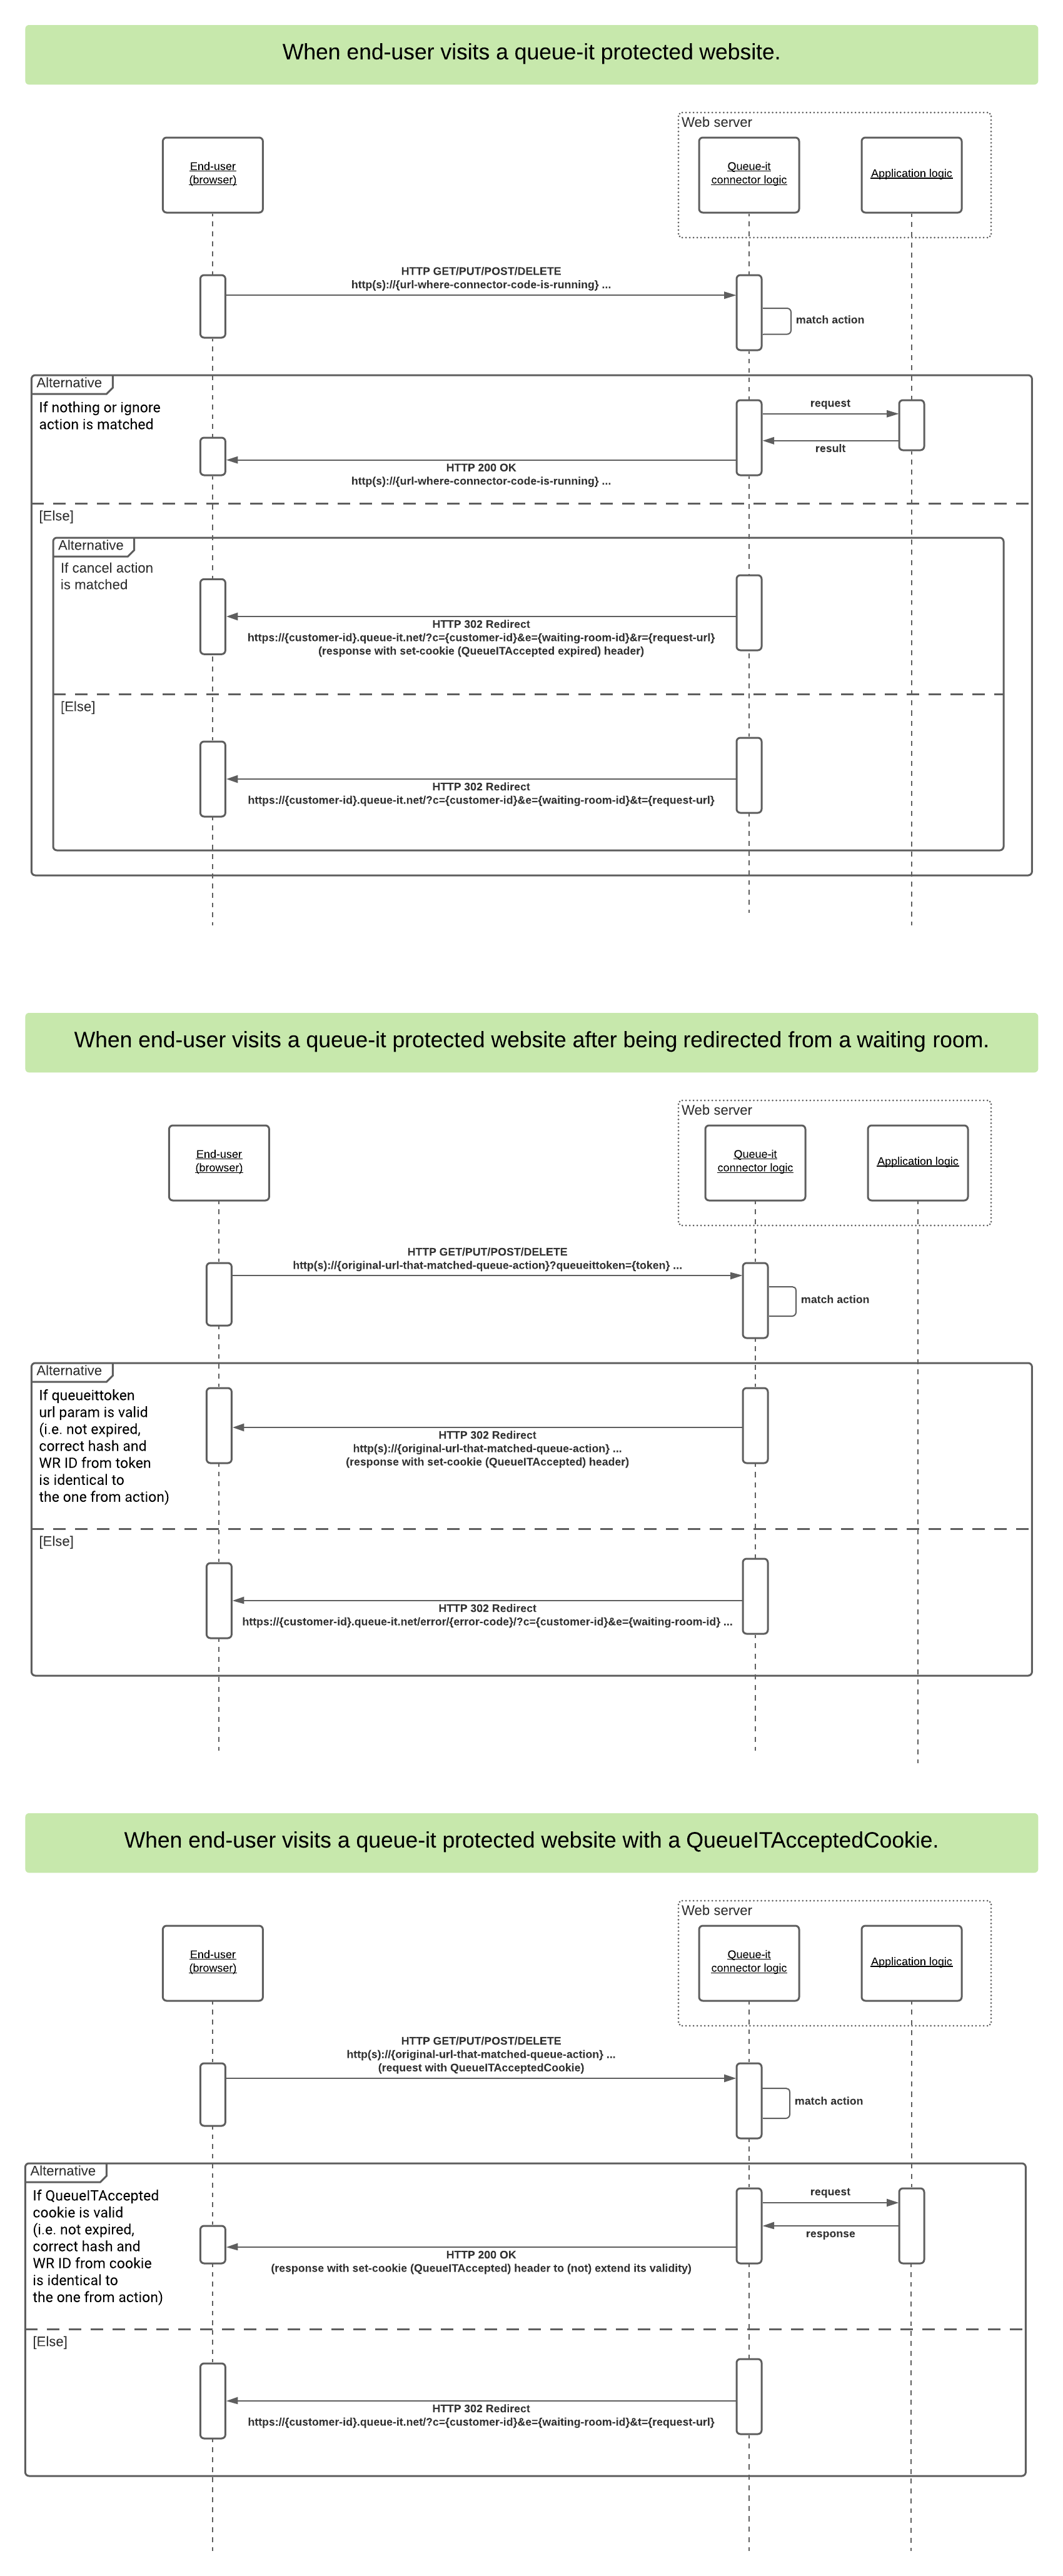 When end-user visits a queue-it protected website.
Web server
End-user
(browser)
Queue-it
connector logic
Application logic
HTTP GET/PUT/POST/DELETE
http(s)://{url-where-connector-code-is-running} ...
match action
Alternative
If nothing or ignore
action is matched
request
result
HTTP 200 OK
http(s)://{url-where-connector-code-is-running} ...
[Else]
Alternative
If cancel action
is matched
HTTP 302 Redirect
https://{customer-id}.queue-it.net/?c={customer-id}&e={waiting-room-id}&r={request-url}
(response with set-cookie (QueueITAccepted expired) header)
[Else]
HTTP 302 Redirect
https://{customer-id}.queue-it.net/?c={customer-id}&e={waiting-room-id}&t={request-url}
When end-user visits a queue-it protected website after being redirected from a waiting room.
Web server
End-user
(browser)
Queue-it
connector logic
Application logic
HTTP GET/PUT/POST/DELETE
http(s)://{original-url-that-matched-queue-action}?queueittoken={token} ...
match action
Alternative
If queueittoken
url param is valid
(i.e. not expired,
correct hash and
WR ID from token
is identical to
the one from action)
HTTP 302 Redirect
http(s)://{original-url-that-matched-queue-action} ...
(response with set-cookie (QueueITAccepted) header)
[Else]
HTTP 302 Redirect
https://{customer-id}.queue-it.net/error/{error-code}/?c={customer-id}&e={waiting-room-id} ...
When end-user visits a queue-it protected website with a QueueITAcceptedCookie.
Web server
End-user
(browser)
Queue-it
connector logic
Application logic
HTTP GET/PUT/POST/DELETE
http(s)://{original-url-that-matched-queue-action} ...
(request with QueueITAcceptedCookie)
match action
Alternative
If QueueITAccepted
cookie is valid
(i.e. not expired,
correct hash and
WR ID from cookie
is identical to
the one from action)
request
response
HTTP 200 OK
(response with set-cookie (QueueITAccepted) header to (not) extend its validity)
[Else]
HTTP 302 Redirect
https://{customer-id}.queue-it.net/?c={customer-id}&e={waiting-room-id}&t={request-url}